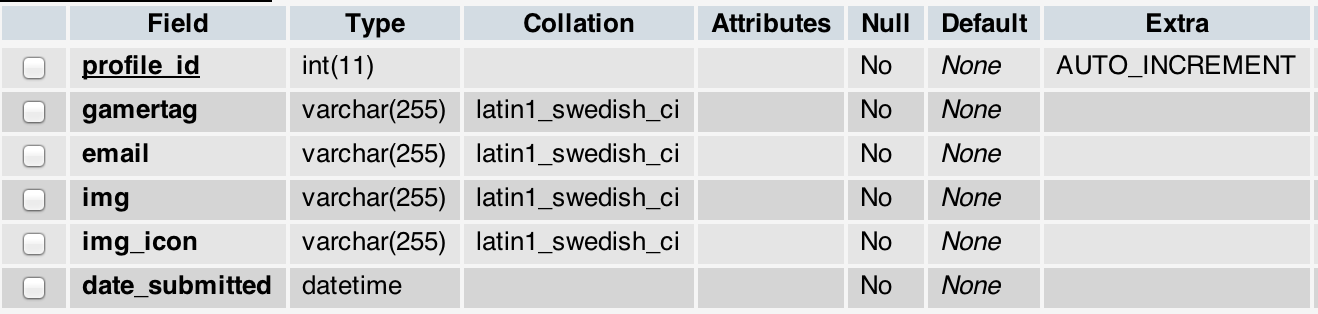 Field Type Collation Attributes Null Default Extra
profile_id int(11) No None AUTO_INCREMENT
gamertag varchar(255) latin1_swedish_ci No None
email varchar(255) latin1_swedish_ci No None
img varchar(255) latin1_swedish_ci No None
img_icon varchar(255) latin1_swedish_ci No None
date_submitted datetime No None